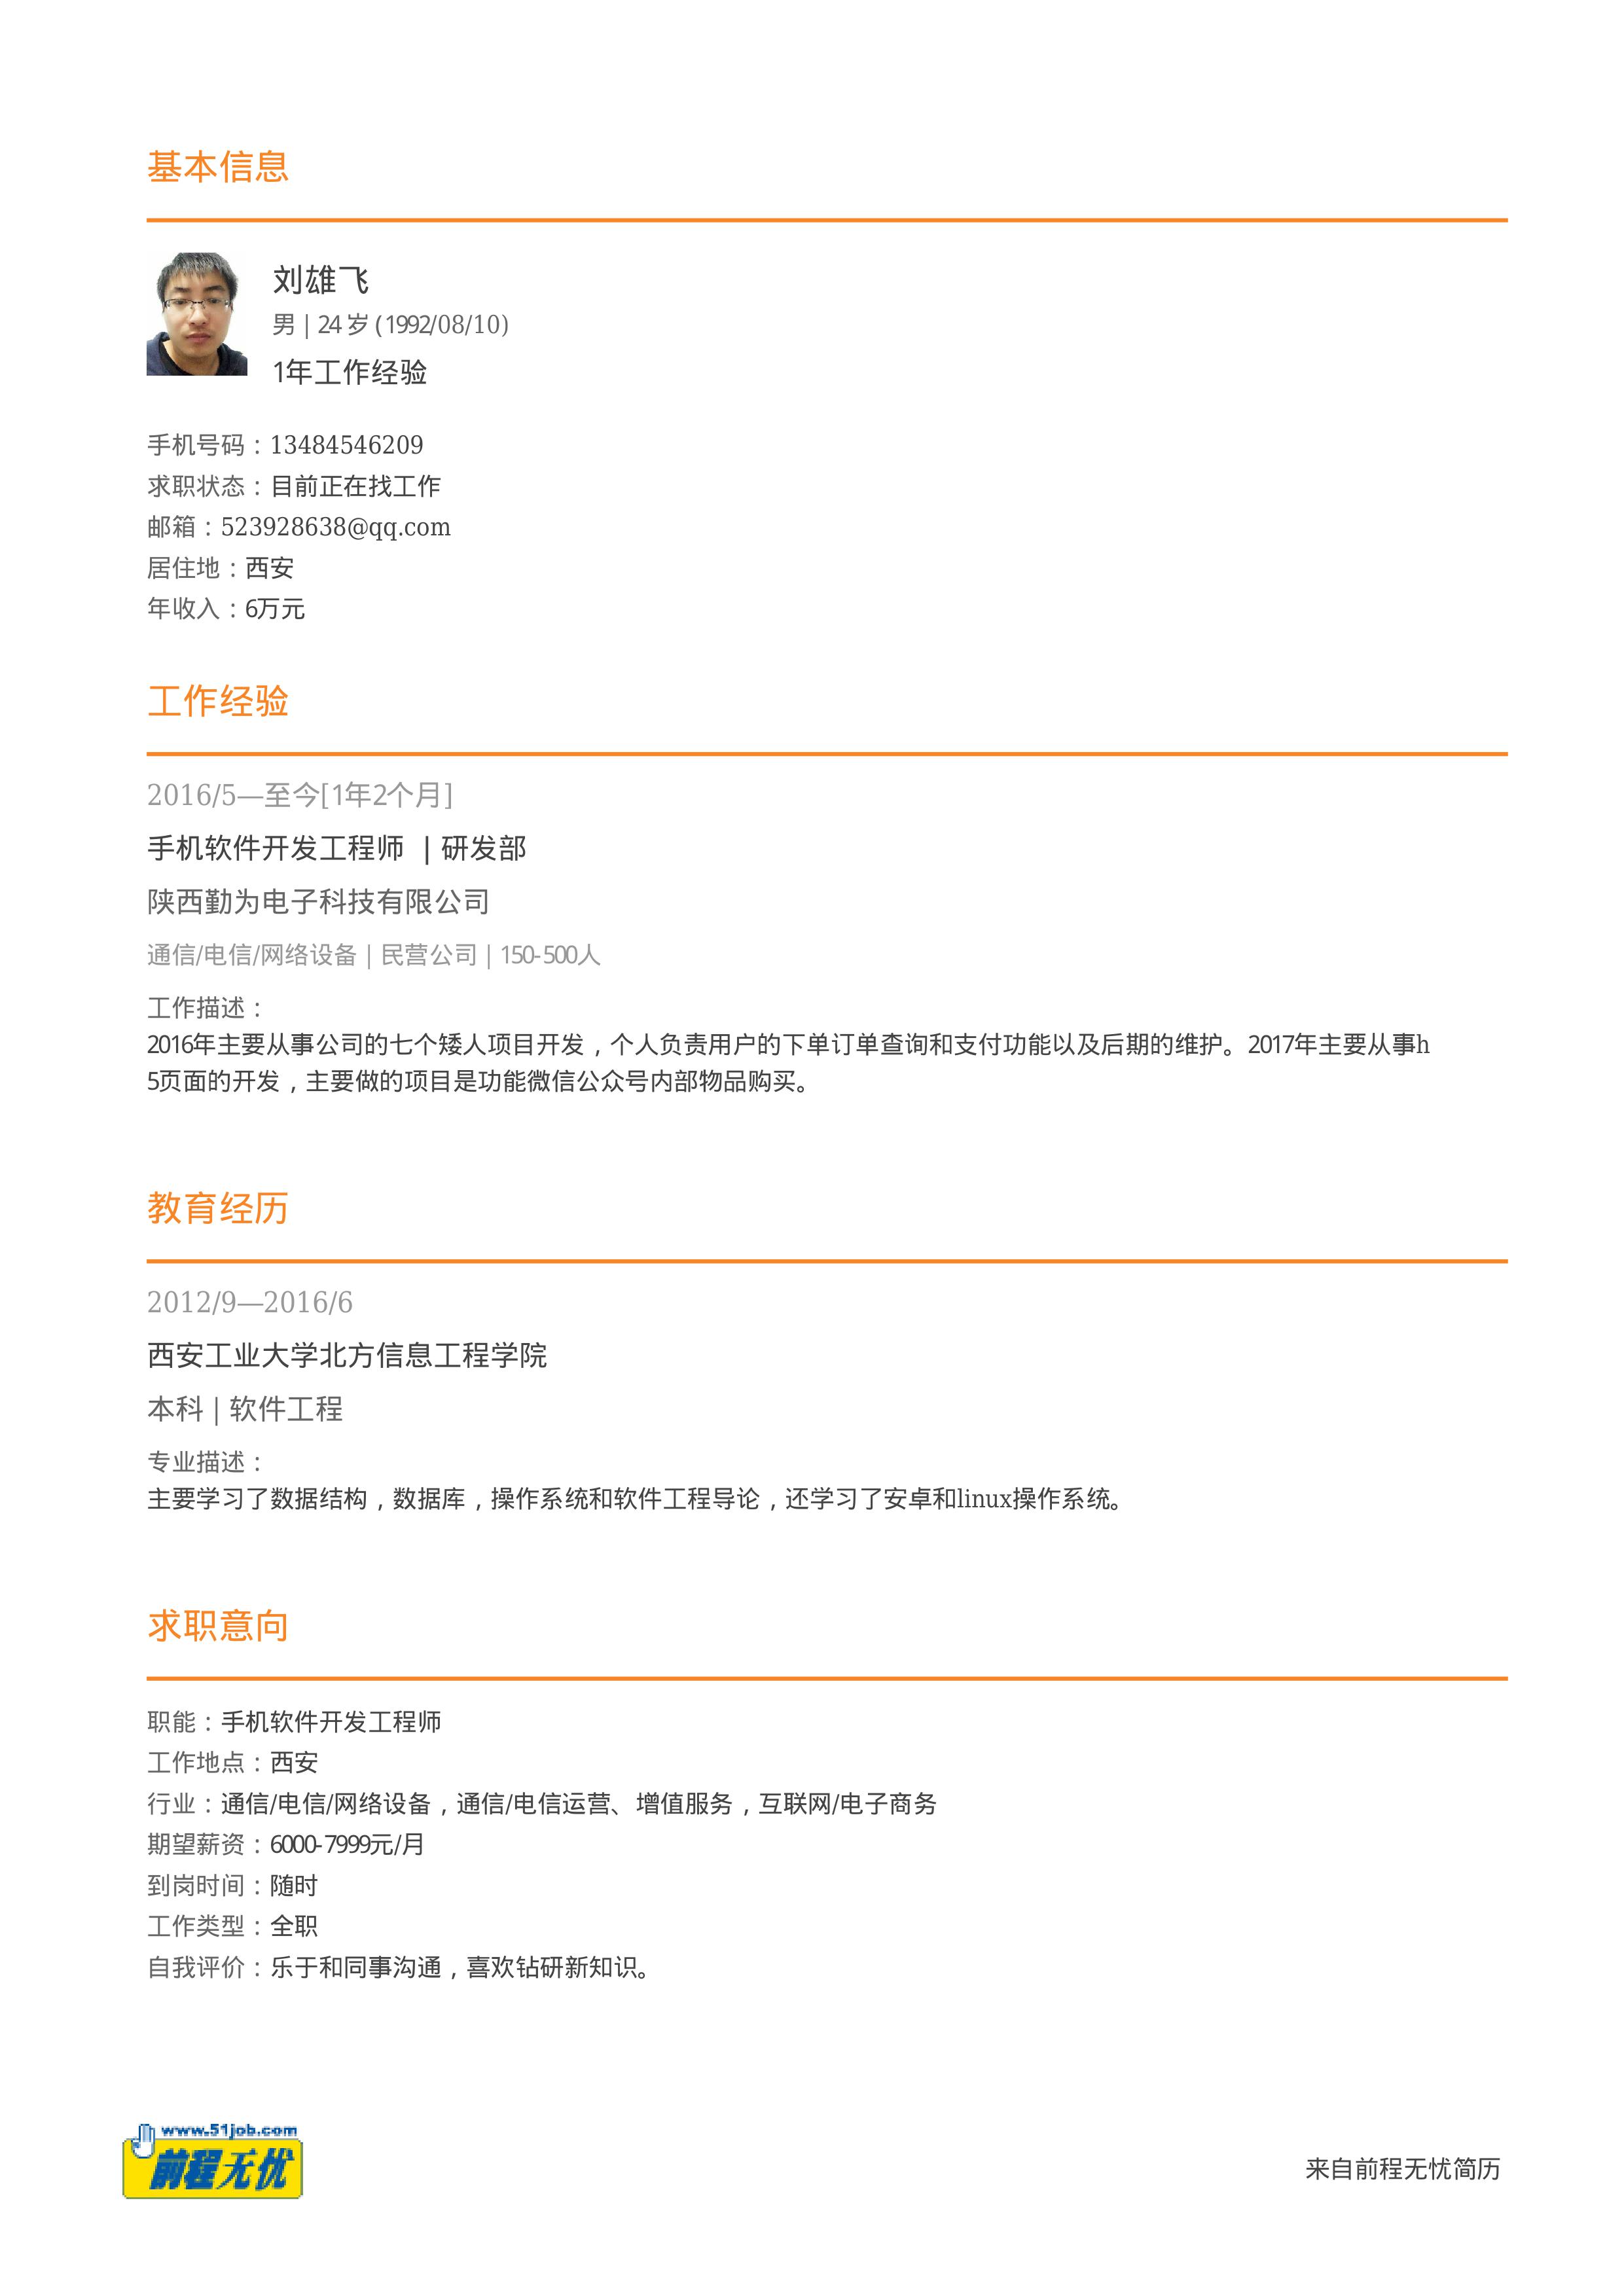 基本信息
刘雄飞
男 | 24 岁 ( 1992/08/10)
1年工作经验
手机号码：13484546209
求职状态：目前正在找工作
邮箱：523928638@qq.com
居住地：西安
年收入：6万元
工作经验
2016/5—至今[1年2个月]
手机软件开发工程师 | 研发部
陕西勤为电子科技有限公司
通信/电信/网络设备 | 民营公司 | 150-500人
工作描述：
2016年主要从事公司的七个矮人项目开发，个人负责用户的下单订单查询和支付功能以及后期的维护。2017年主要从事h
5页面的开发，主要做的项目是功能微信公众号内部物品购买。
教育经历
2012/9—2016/6
西安工业大学北方信息工程学院
本科 | 软件工程
专业描述：
主要学习了数据结构，数据库，操作系统和软件工程导论，还学习了安卓和linux操作系统。
求职意向
职能：手机软件开发工程师
工作地点：西安
行业：通信/电信/网络设备，通信/电信运营、增值服务，互联网/电子商务
期望薪资：6000-7999元/月
到岗时间：随时
工作类型：全职
自我评价：乐于和同事沟通，喜欢钻研新知识。
www.51job.com
前程无忧
来自前程无忧简历